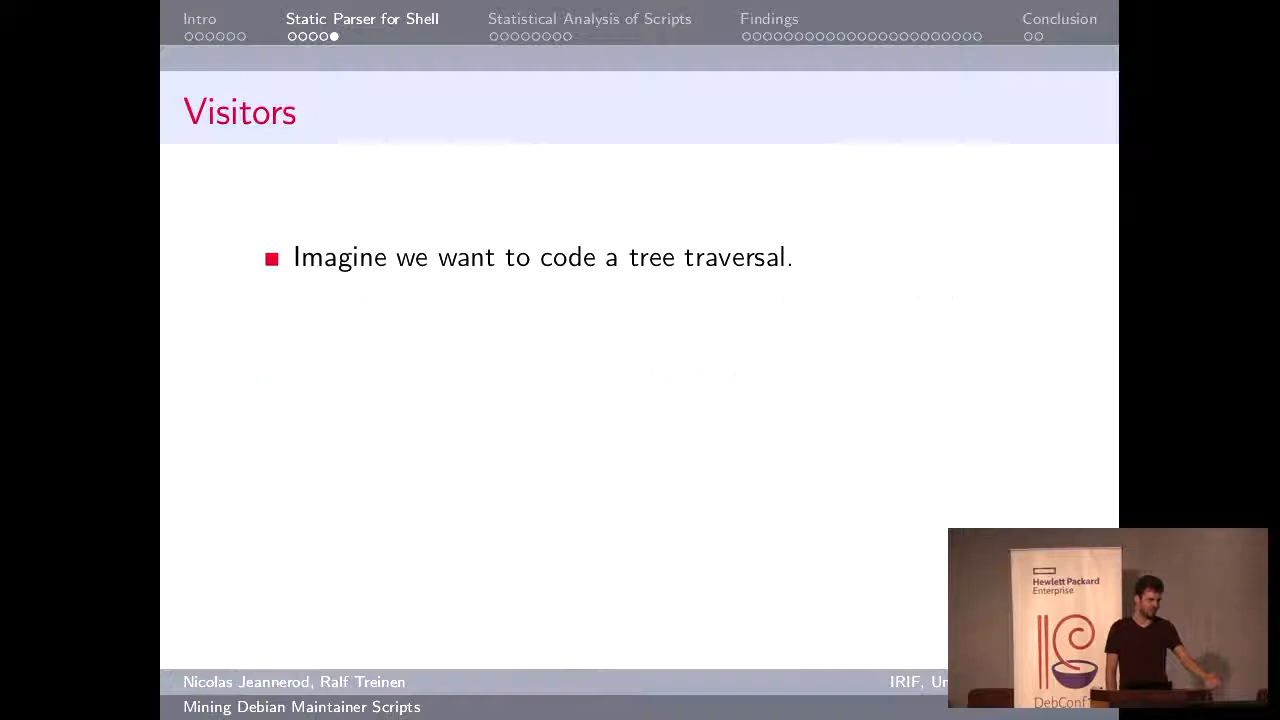 Intro Static Parser for Shell Statistical Analysis of Scripts Findings Conclusion
Visitors
Imagine we want to code a tree traversal.
Nicolas Jeannerod, Ralf Treinen IRIF,
Mining Debian Maintainer Scripts
Hewlett Packard
Enterprise